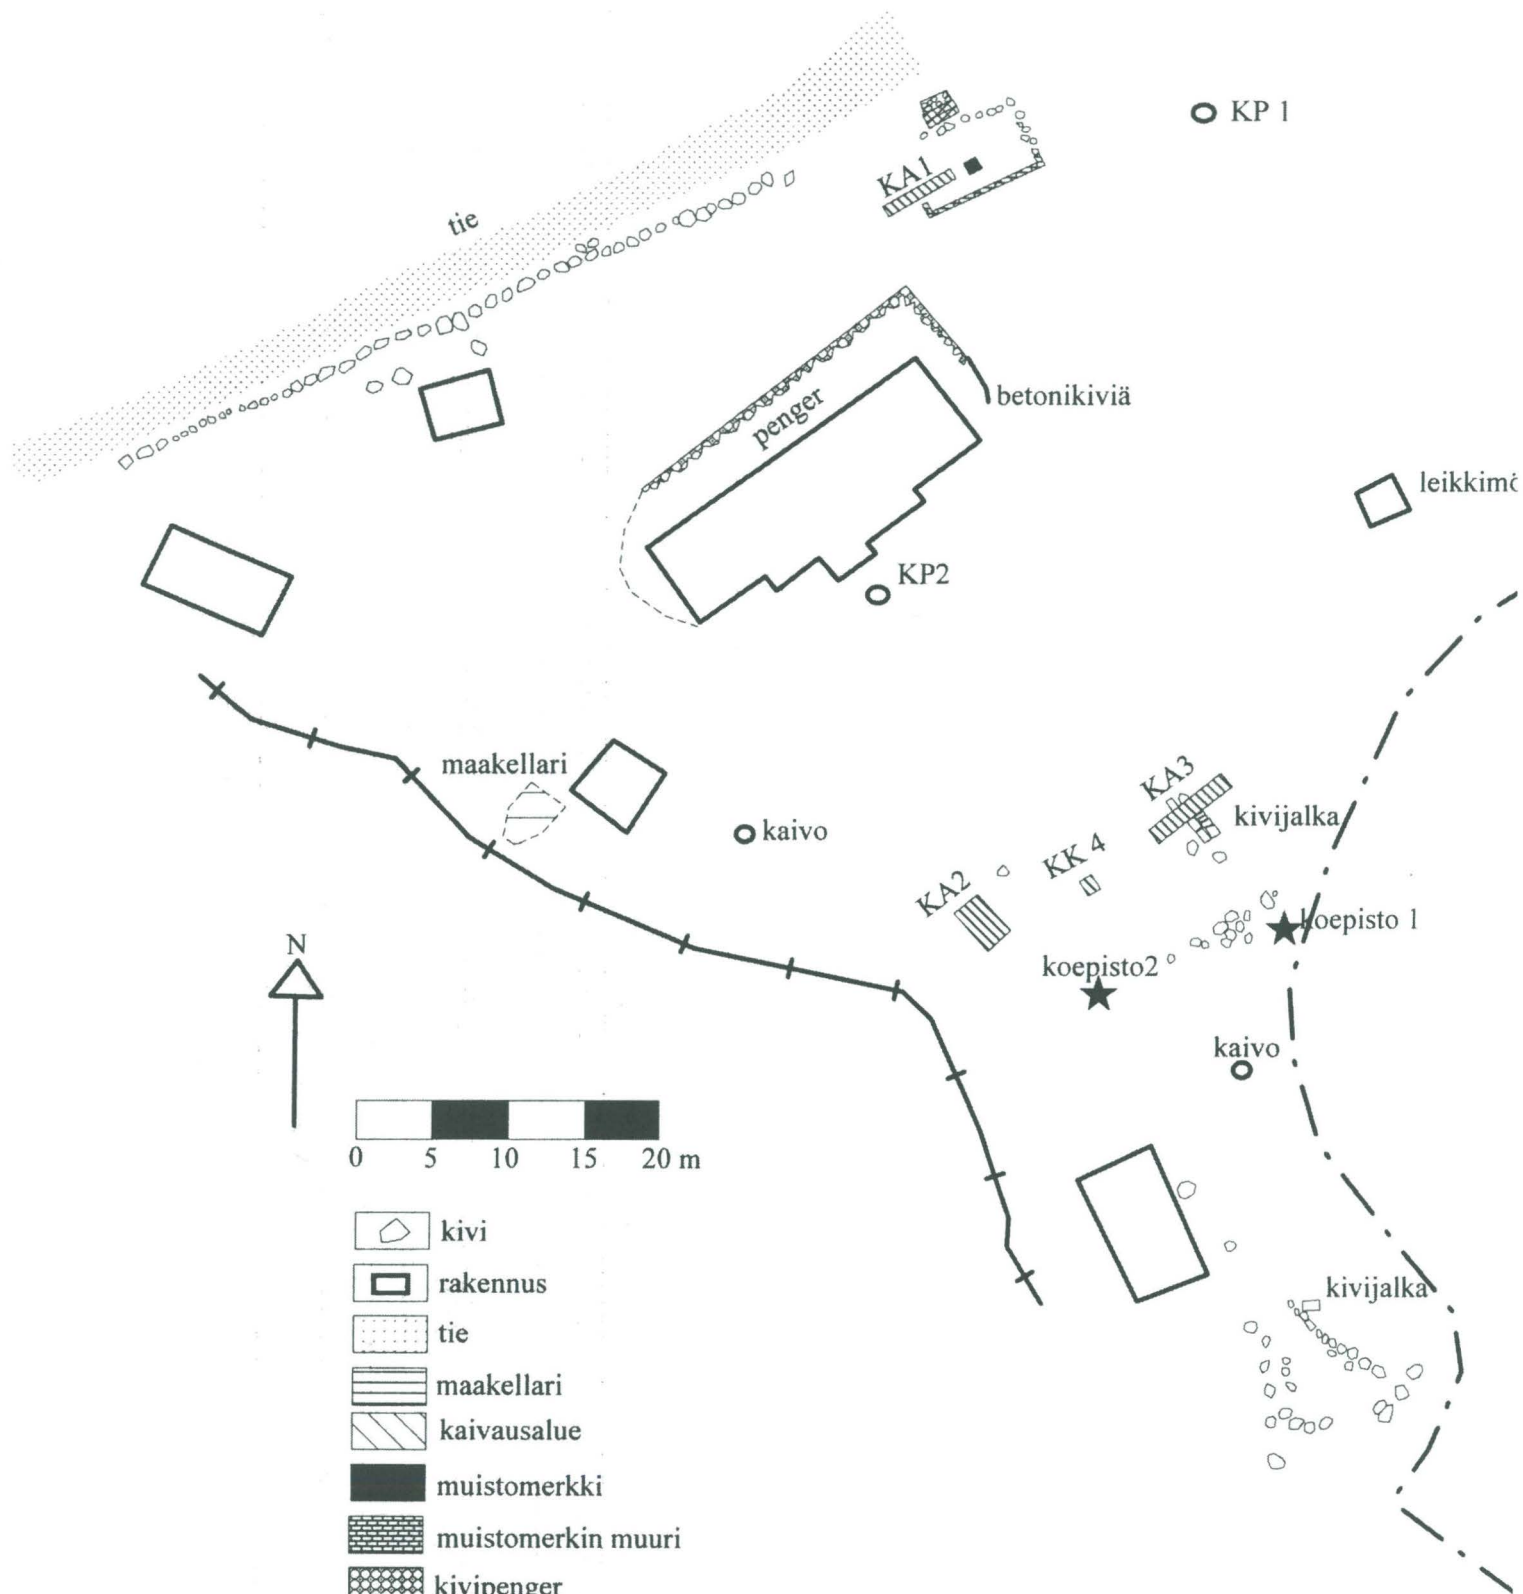 KP 1
KA1
tie
penger
betonikiviä
leikkimö
KP2
maakellari
kaivo
KA3
kivijalka
KK 4
KA2
koepisto 1
koepisto2
N
kaivo
0 5 10 15 20 m
kivi
rakennus
tie
maakellari
kaivausalue
muistomerkki
muistomerkin muuri
kivipenger
kivijalka